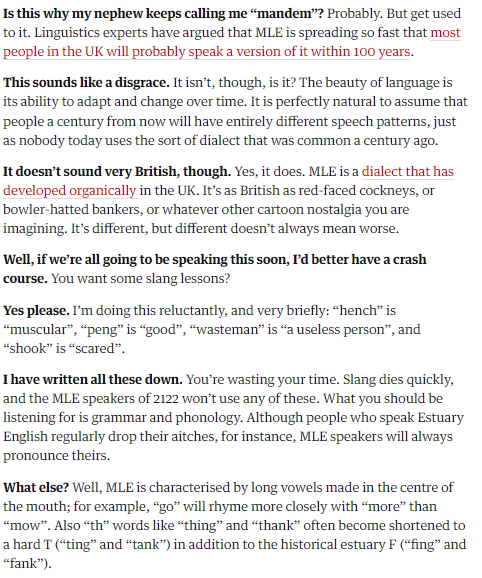 Is this why my nephew keeps calling me “mandem”? Probably. But get used
to it. Linguistics experts have argued that MLE is spreading so fast that most
people in the UK will probably speak a version of it within 100 years.
This sounds like a disgrace. It isn’t, though, is it? The beauty of language is
its ability to adapt and change over time. It is perfectly natural to assume that
people a century from now will have entirely different speech patterns, just
as nobody today uses the sort of dialect that was common a century ago.
It doesn’t sound very British, though. Yes, it does. MLE is a dialect that has
developed organically in the UK. It’s as British as red-faced cockneys, or
bowler-hatted bankers, or whatever other cartoon nostalgia you are
imagining. It’s different, but different doesn’t always mean worse.
Well, if we’re all going to be speaking this soon, I’d better have a crash
course. You want some slang lessons?
Yes please. I’m doing this reluctantly, and very briefly: “hench” is
“muscular”, “peng” is “good”, “wasteman” is “a useless person”, and
“shook” is “scared”.
I have written all these down. You’re wasting your time. Slang dies quickly,
and the MLE speakers of 2122 won’t use any of these. What you should be
listening for is grammar and phonology. Although people who speak Estuary
English regularly drop their aitches, for instance, MLE speakers will always
pronounce theirs.
What else? Well, MLE is characterised by long vowels made in the centre of
the mouth; for example, “go” will rhyme more closely with “more” than
“mow”. Also “th” words like “thing” and “thank” often become shortened to
a hard T (“ting” and “tank”) in addition to the historical estuary F (“fing” and
“fank”).